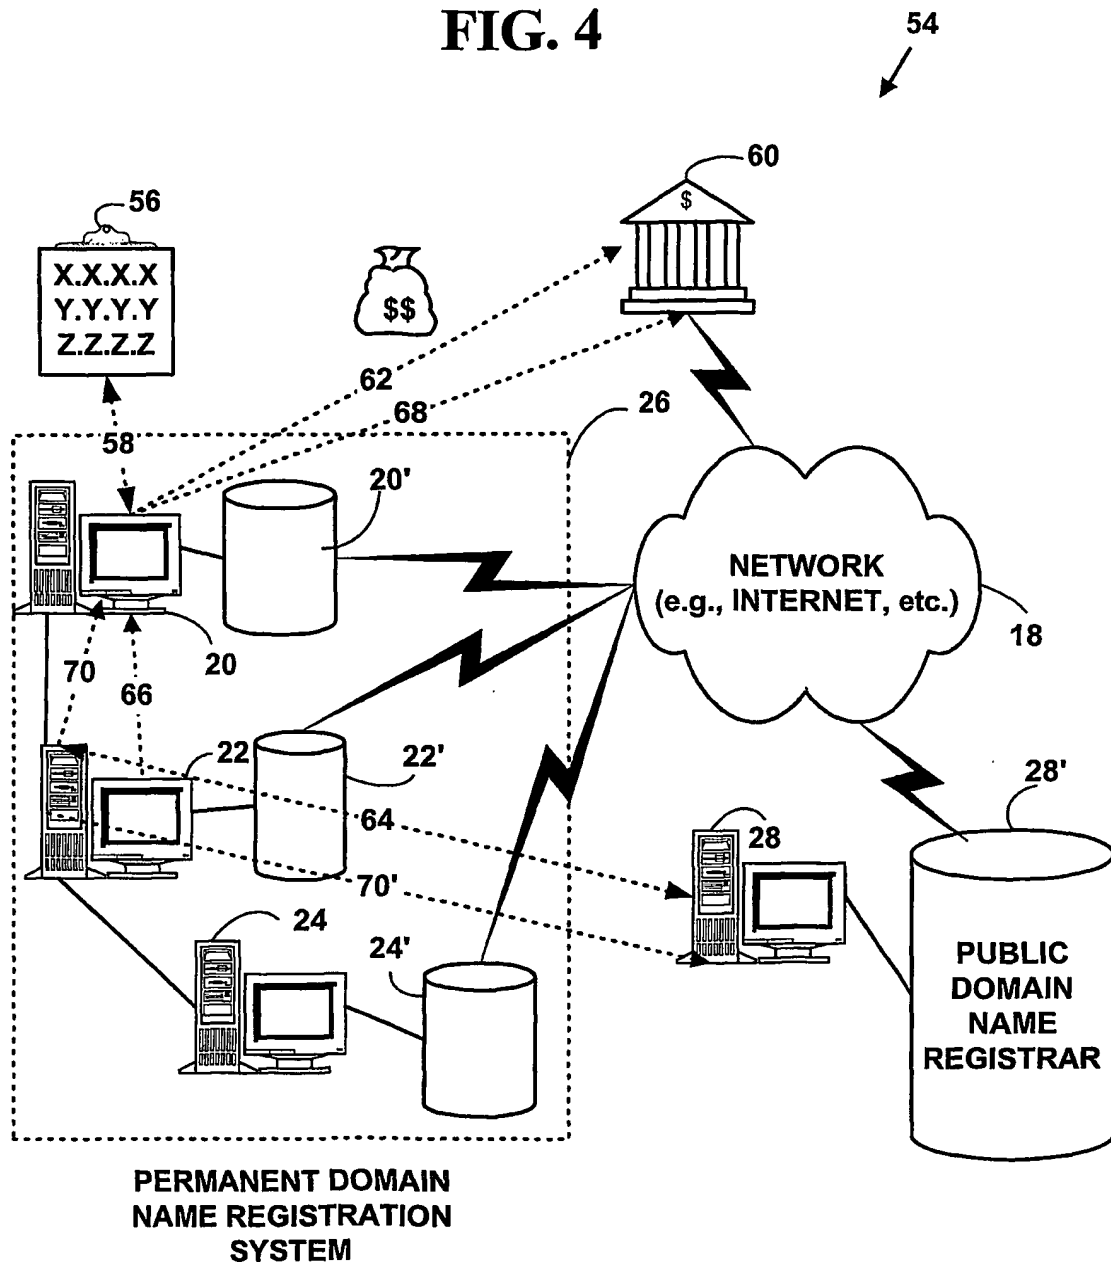 FIG. 4
54
60
56
$
X.X.X.X
Y.Y.Y.Y
Z.Z.Z.Z
$$
62
68
26
58
20'
NETWORK
(e.g., INTERNET, etc.)
18
20
70
66
22
22'
28'
64
28
70'
24
24'
PUBLIC
DOMAIN
NAME
REGISTRAR
PERMANENT DOMAIN
NAME REGISTRATION
SYSTEM